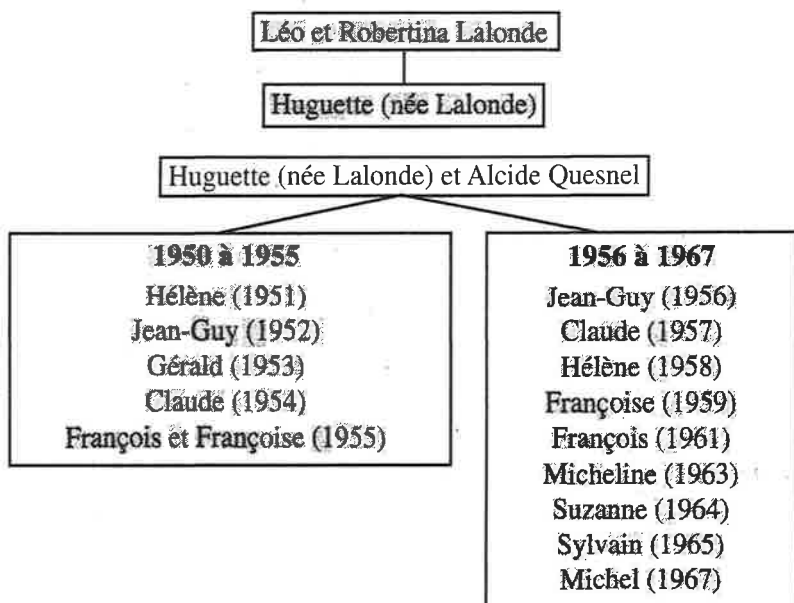 Léo et Robertina Lalonde
Huguette (née Lalonde)
Huguette (née Lalonde) et Alcide Quesnel
1950 à 1955
Hélène (1951)
Jean-Guy (1952)
Gérald (1953)
Claude (1954)
François et Françoise (1955)
1956 à 1967
Jean-Guy (1956)
Claude (1957)
Hélène (1958)
Françoise (1959)
François (1961)
Micheline (1963)
Suzanne (1964)
Sylvain (1965)
Michel (1967)